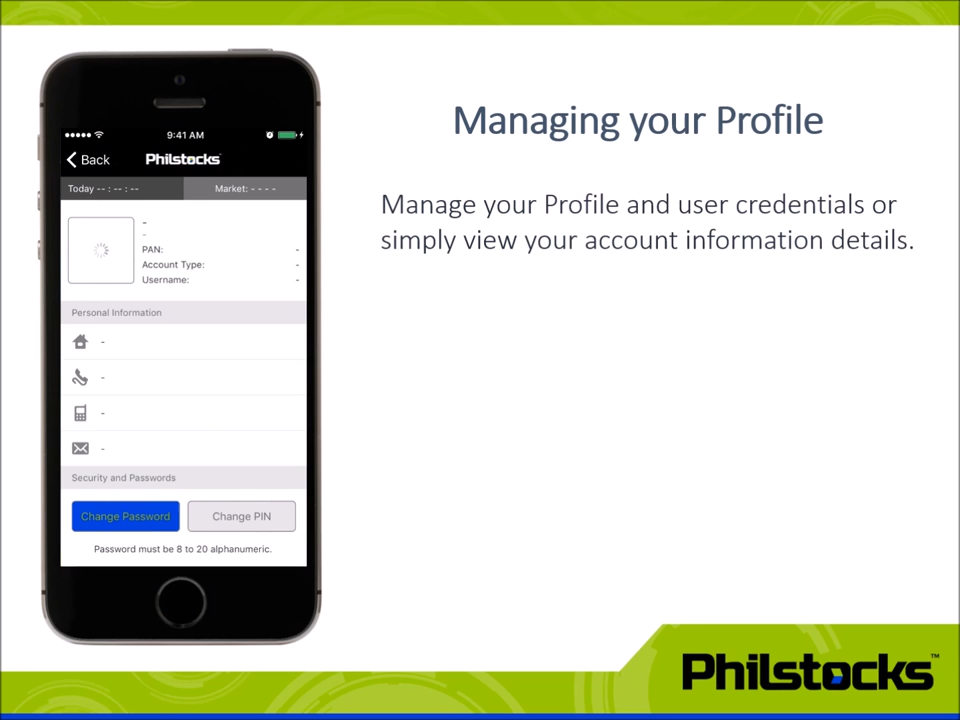 Managing your Profile
Manage your Profile and user credentials or
simply view your account information details.
9:41 AM
Back
Philstocks
Today -- : -- : --
Market: - - - -
-
-
PAN: -
Account Type: -
Username: -
Personal Information
-
-
-
-
Security and Passwords
Change Password
Change PIN
Password must be 8 to 20 alphanumeric.
Philstocks™